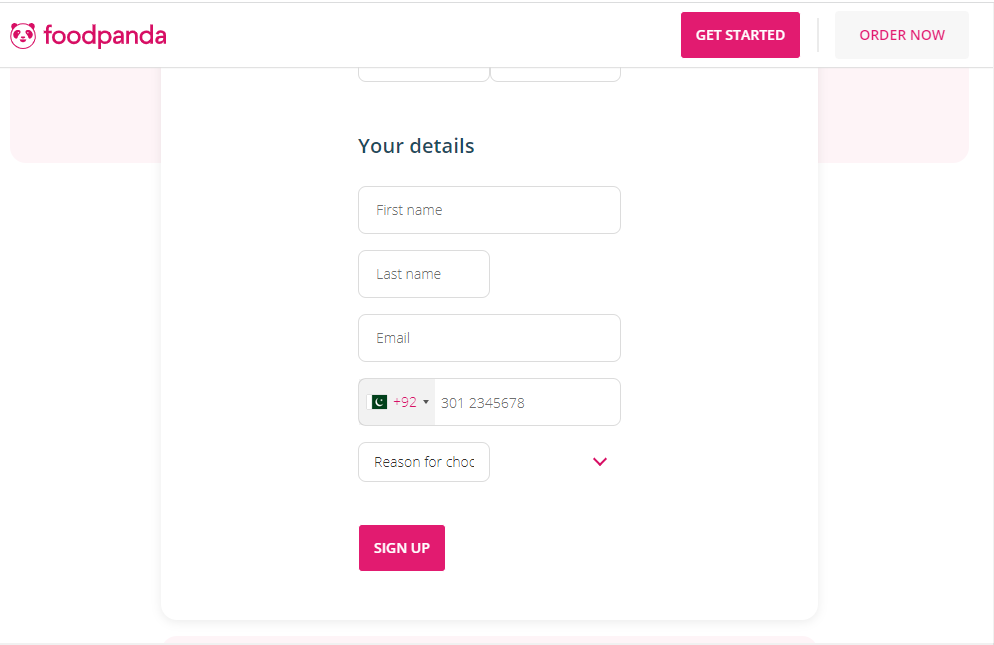 foodpanda
GET STARTED
ORDER NOW
Your details
First name
Last name
Email
+92
301 2345678
Reason for choc
SIGN UP